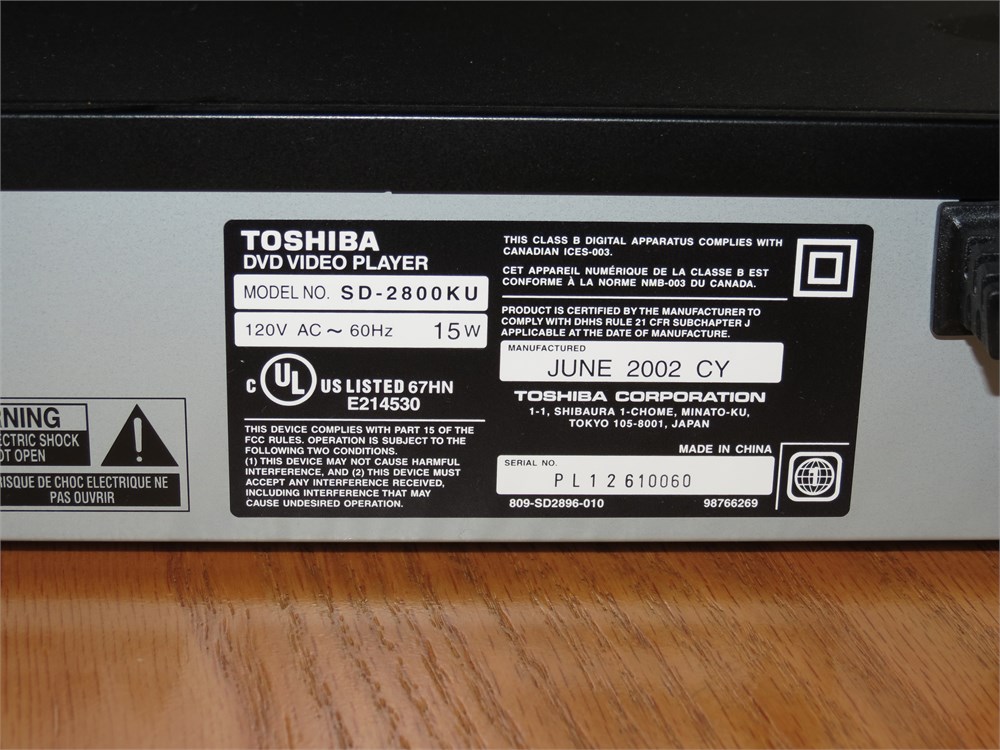 TOSHIBA
DVD VIDEO PLAYER
MODEL NO. SD-2800KU
120V AC ~ 60Hz 15W
C UL US LISTED 67HN
E214530
THIS DEVICE COMPLIES WITH PART 15 OF THE
FCC RULES. OPERATION IS SUBJECT TO THE
FOLLOWING TWO CONDITIONS.
(1) THIS DEVICE MAY NOT CAUSE HARMFUL
INTERFERENCE, AND (2) THIS DEVICE MUST
ACCEPT ANY INTERFERENCE RECEIVED,
INCLUDING INTERFERENCE THAT MAY
CAUSE UNDESIRED OPERATION.
THIS CLASS B DIGITAL APPARATUS COMPLIES WITH
CANADIAN ICES-003.
CET APPAREIL NUMÉRIQUE DE LA CLASSE B EST
CONFORME À LA NORME NMB-003 DU CANADA.
PRODUCT IS CERTIFIED BY THE MANUFACTURER TO
COMPLY WITH DHHS RULE 21 CFR SUBCHAPTER J
APPLICABLE AT THE DATE OF MANUFACTURE.
MANUFACTURED
JUNE 2002 CY
TOSHIBA CORPORATION
1-1, SHIBAURA 1-CHOME, MINATO-KU,
TOKYO 105-8001, JAPAN
MADE IN CHINA
SERIAL NO.
PL12610060
1
809-SD2896-010 98766269
NING
ECTRIC SHOCK
OT OPEN
!
RISQUE DE CHOC ELECTRIQUE NE
PAS OUVRIR